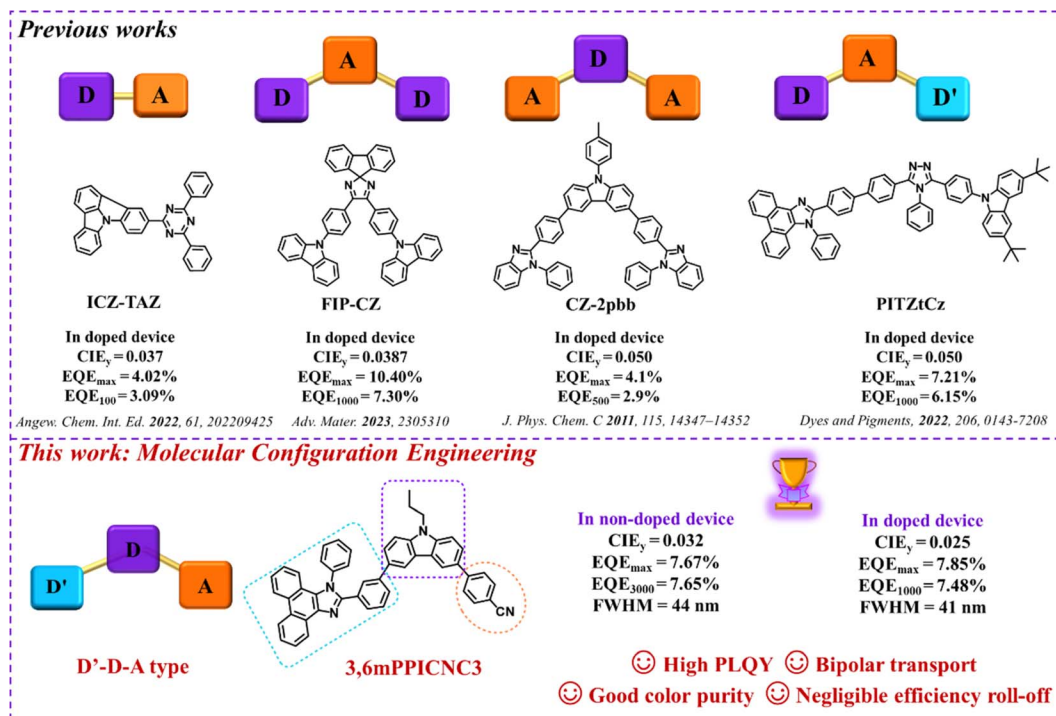 Previous works
D A
A
D D
D
A A
A
D D'
N N N N
N N N N
N N N N N
N N N N N N
ICZ-TAZ
In doped device
CIEy = 0.037
EQEmax = 4.02%
EQE100 = 3.09%
Angew. Chem. Int. Ed. 2022, 61, 202209425
FIP-CZ
In doped device
CIEy = 0.0387
EQEmax = 10.40%
EQE1000 = 7.30%
Adv. Mater. 2023, 2305310
CZ-2pbb
In doped device
CIEy = 0.050
EQEmax = 4.1%
EQE500 = 2.9%
J. Phys. Chem. C 2011, 115, 14347–14352
PITZtCz
In doped device
CIEy = 0.050
EQEmax = 7.21%
EQE1000 = 6.15%
Dyes and Pigments, 2022, 206, 0143-7208
This work: Molecular Configuration Engineering
D
D' A
D’-D-A type
N
N
N
CN
3,6mPPICNC3
In non-doped device
CIEy = 0.032
EQEmax = 7.67%
EQE3000 = 7.65%
FWHM = 44 nm
In doped device
CIEy = 0.025
EQEmax = 7.85%
EQE1000 = 7.48%
FWHM = 41 nm
High PLQY Bipolar transport
Good color purity Negligible efficiency roll-off